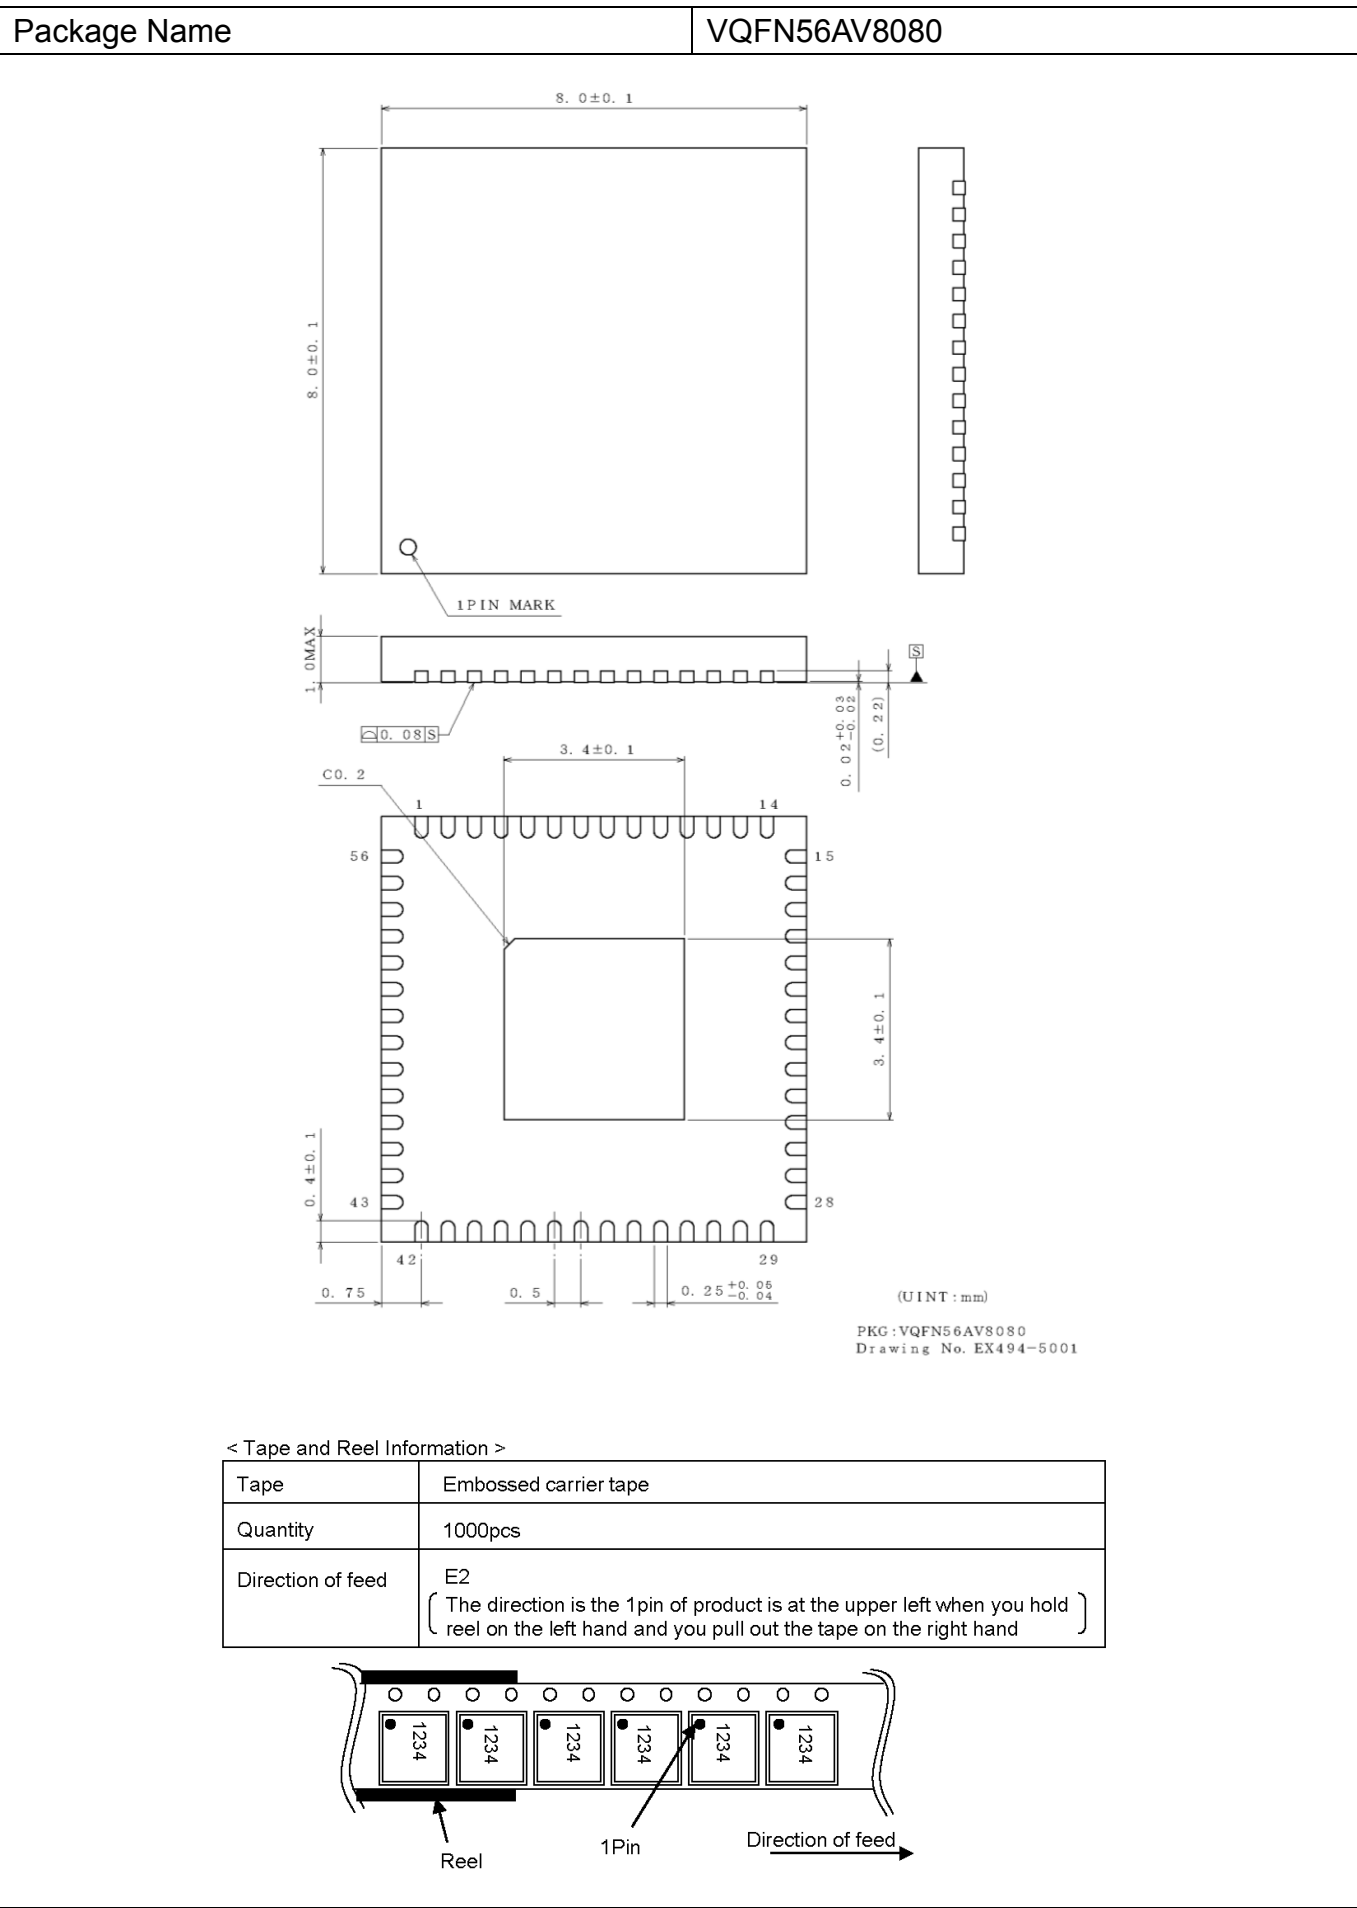 Package Name VQFN56AV8080
8. 0±0. 1
8. 0±0. 1
1PIN MARK
1. 0MAX
S
0. 08 S
0. 02+0. 03 −0. 02
(0. 22)
3. 4±0. 1
C0. 2
1 14
56 15
3. 4±0. 1
0. 4±0. 1
43 28
42 29
0. 75 0. 5 0. 25+0. 06 −0. 04
(UINT : mm)
PKG : VQFN56AV8080
Drawing No. EX494−5001
< Tape and Reel Information >
Tape Embossed carrier tape
Quantity 1000pcs
Direction of feed E2
The direction is the 1pin of product is at the upper left when you hold
reel on the left hand and you pull out the tape on the right hand
1234 1234 1234 1234 1234 1234
Reel
1Pin
Direction of feed